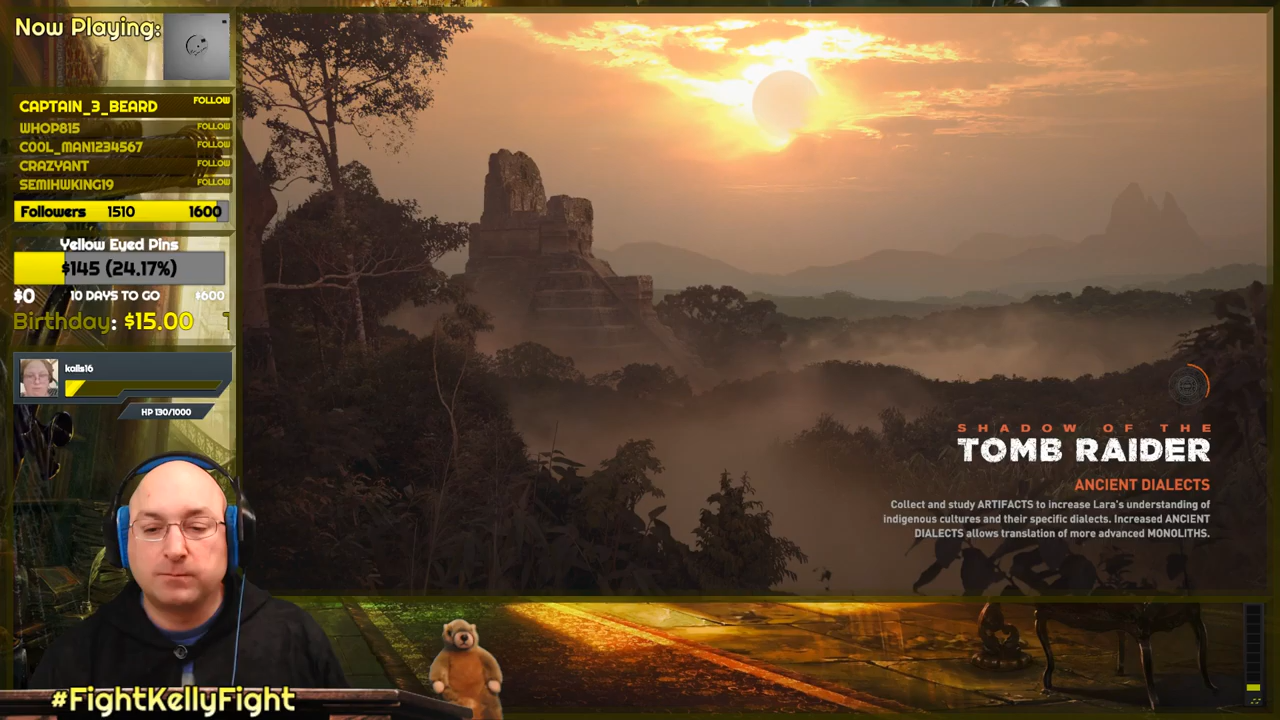 Now Playing:
CAPTAIN_3_BEARD FOLLOW
WHOP815 FOLLOW
COOL_MAN1234567 FOLLOW
CRAZYANT FOLLOW
SEMIHWKING19 FOLLOW
Followers 1510 1600
Yellow Eyed Pins
$145 (24.17%)
$0 10 DAYS TO GO $600
Birthday: $15.00
kalis16
HP 130/1000
#FightKellyFight
SHADOW OF THE
TOMB RAIDER
ANCIENT DIALECTS
Collect and study ARTIFACTS to increase Lara's understanding of
indigenous cultures and their specific dialects. Increased ANCIENT
DIALECTS allows translation of more advanced MONOLITHS.